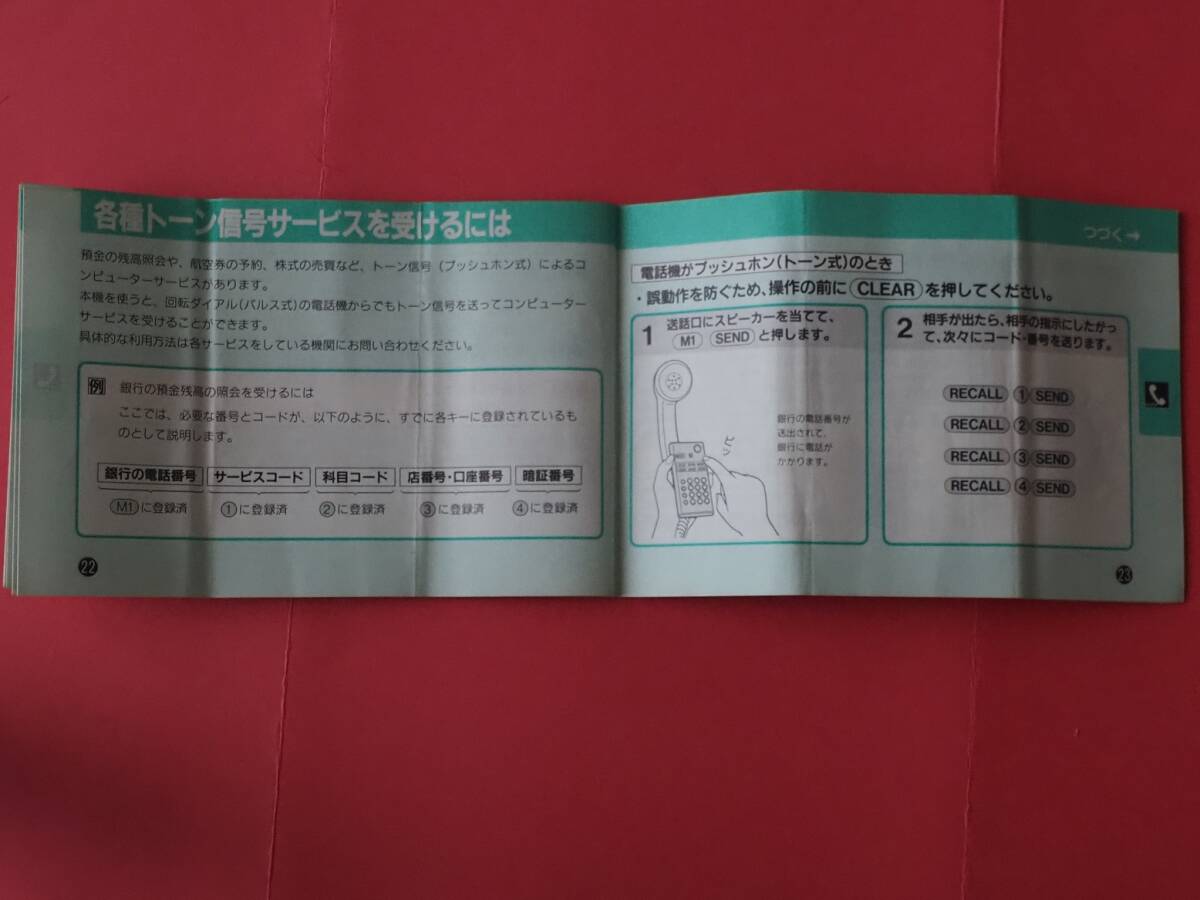 各種トーン信号サービスを受けるには
預金の残高照会や、航空券の予約、株式の売買など、トーン信号（プッシュホン式）によるコ
ンピューターサービスがあります。
本機を使うと、回転ダイアル(パルス式)の電話機からでもトーン信号を送ってコンピューター
サービスを受けることができます。
具体的な利用方法は各サービスをしている機関にお問い合わせください。
例 銀行の預金残高の照会を受けるには
ここでは、必要な番号とコードが、以下のように、すでに各キーに登録されているも
のとして説明します。
銀行の電話番号 サービスコード 科目コード 店番号・口座番号 暗証番号
M1に登録済 ①に登録済 ②に登録済 ③に登録済 ④に登録済
22
つづく→
電話機がプッシュホン(トーン式)のとき
・誤動作を防ぐため、操作の前に CLEAR を押してください。
1 送話口にスピーカーを当てて、
M1 SEND と押します。
ピッ
銀行の電話番号が
送出されて、
銀行に電話が
かかります。
2 相手が出たら、相手の指示にしたがっ
て、次々にコード・番号を送ります。
RECALL ① SEND
RECALL ② SEND
RECALL ③ SEND
RECALL ④ SEND
23